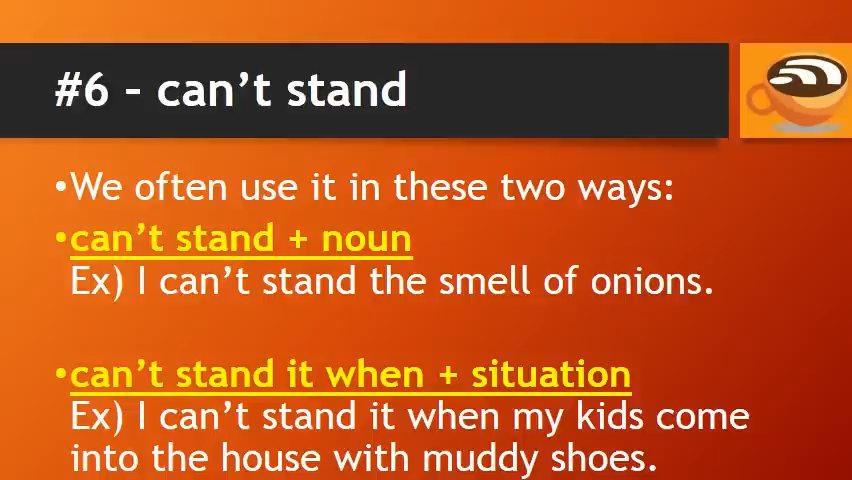 #6 – can’t stand
•We often use it in these two ways:
•can’t stand + noun
Ex) I can’t stand the smell of onions.
•can’t stand it when + situation
Ex) I can’t stand it when my kids come
into the house with muddy shoes.